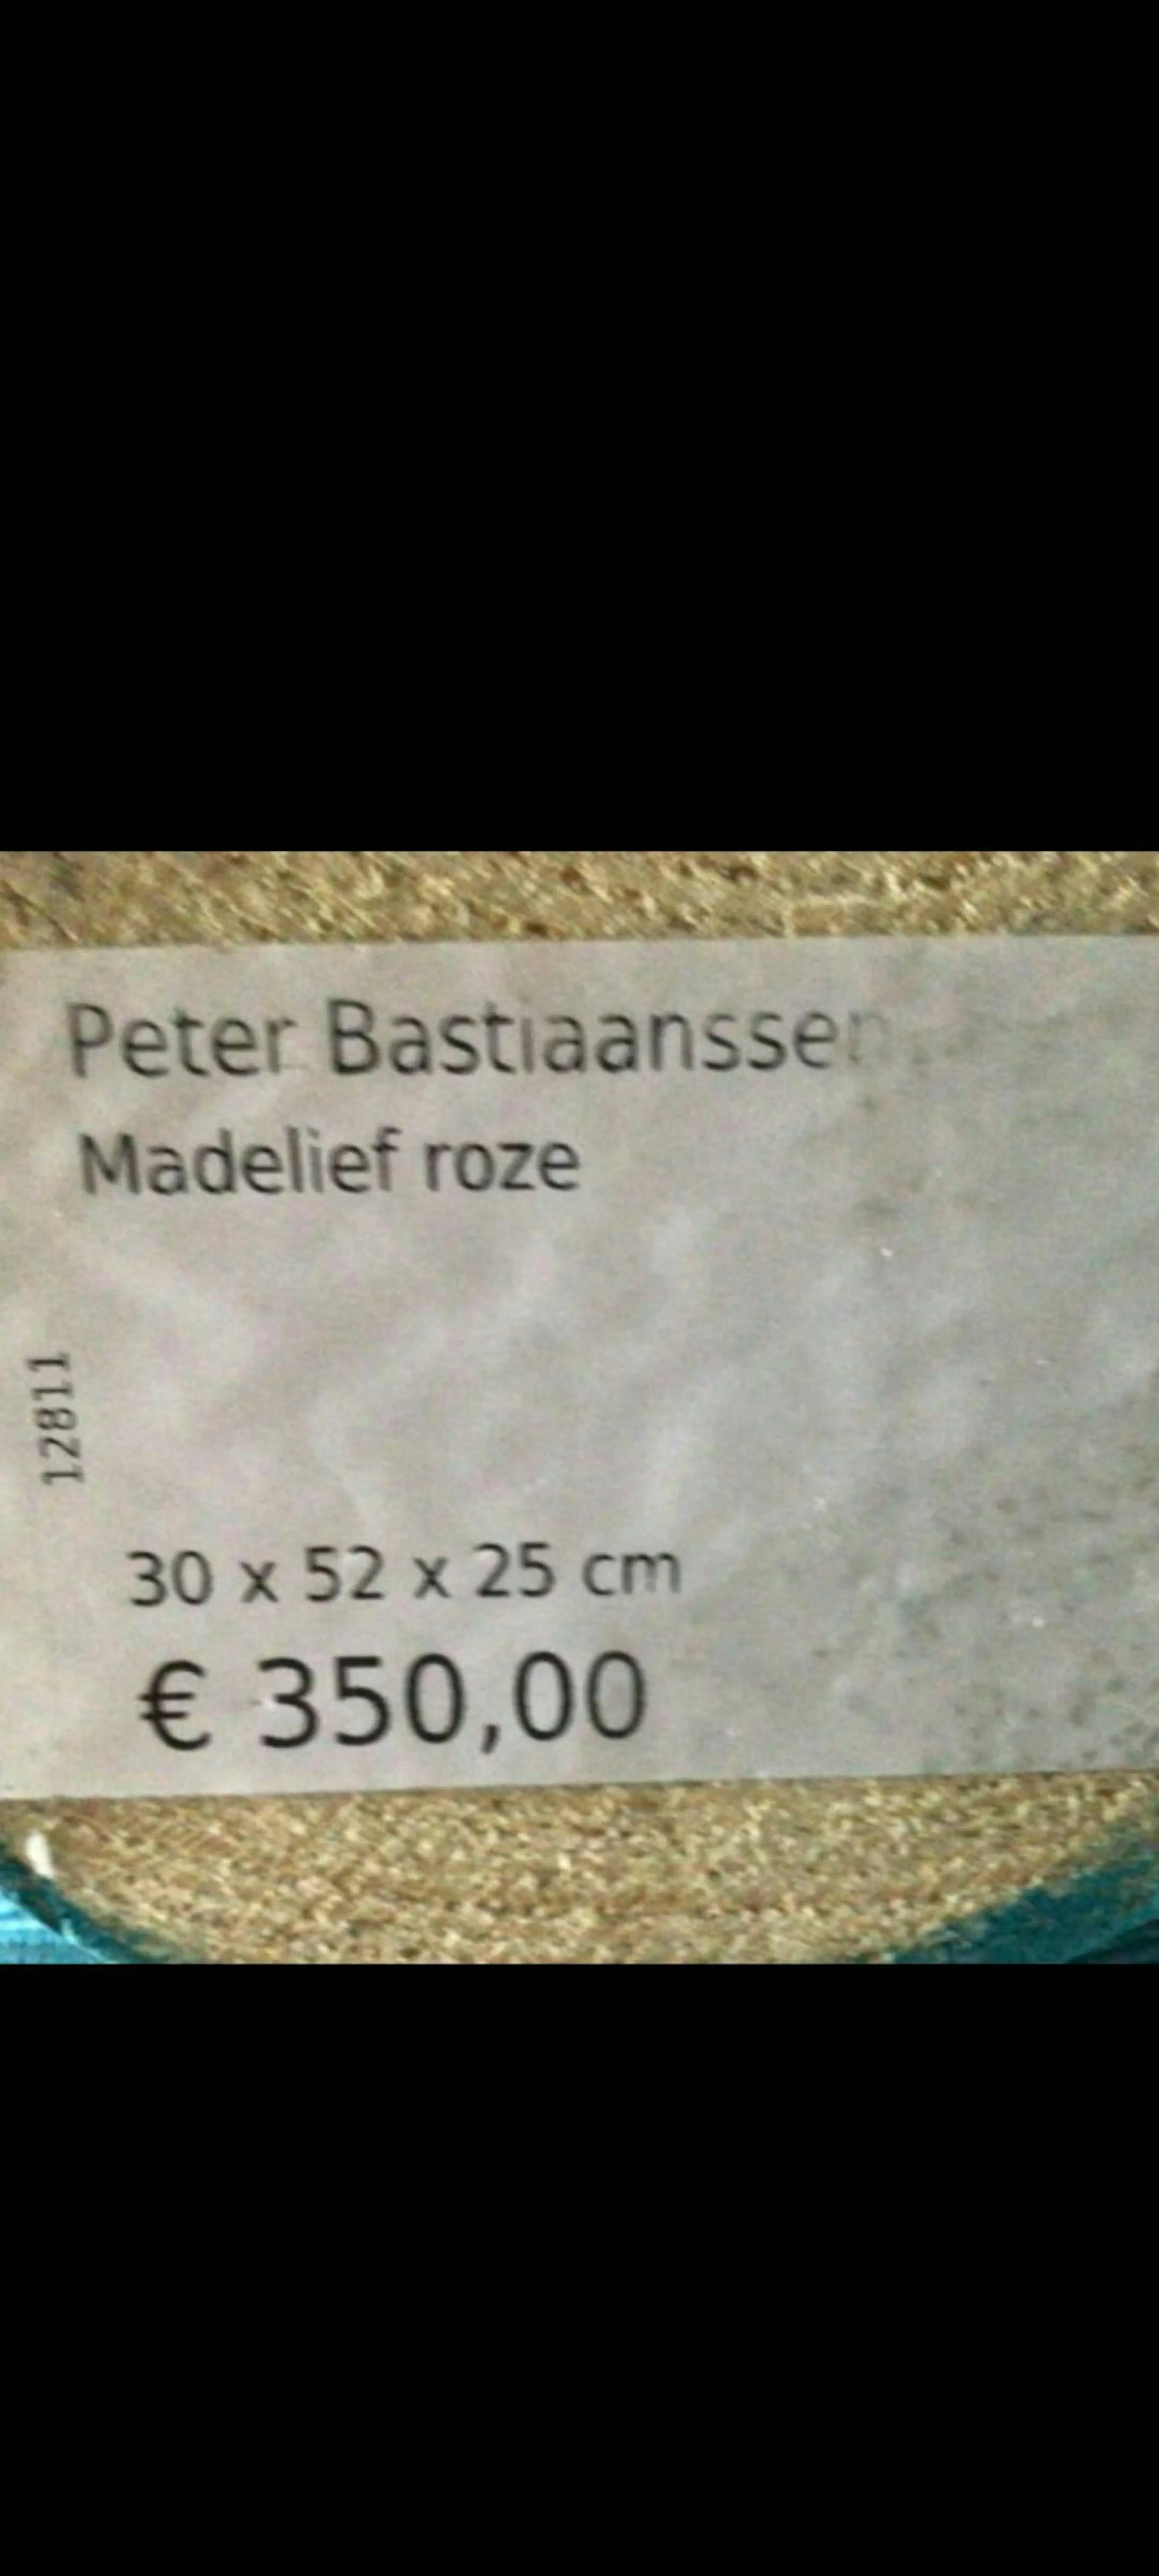 Peter Bastiaanssen
Madelief roze
12811
30 x 52 x 25 cm
€ 350,00